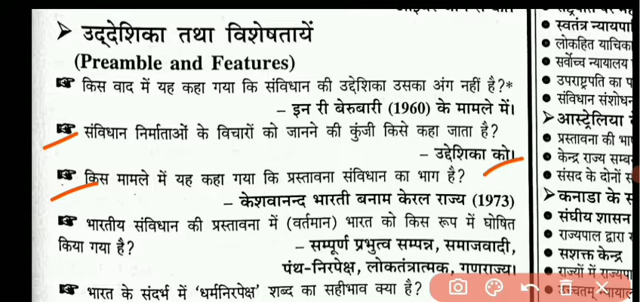 ➤ उद्देशिका तथा विशेषतायें
(Preamble and Features)
☞ किस वाद में यह कहा गया कि संविधान की उद्देशिका उसका अंग नहीं है?*
– इन री बेरुबारी (1960) के मामले में।
☞ संविधान निर्माताओं के विचारों को जानने की कुंजी किसे कहा जाता है?
– उद्देशिका को।
☞ किस मामले में यह कहा गया कि प्रस्तावना संविधान का भाग है?
– केशवानन्द भारती बनाम केरल राज्य (1973)
☞ भारतीय संविधान की प्रस्तावना में (वर्तमान) भारत को किस रूप में घोषित
किया गया है? – सम्पूर्ण प्रभुत्व सम्पन्न, समाजवादी,
पंथ-निरपेक्ष, लोकतंत्रात्मक, गणराज्य।
☞ भारत के संदर्भ में ‘धर्मनिरपेक्ष’ शब्द का सहीभाव क्या है?
• स्वतंत्र न्यायपा
• लोकहित याचिक
• सर्वोच्च न्यायालय
• उपराष्ट्रपति का प
• संविधान संशोधन
➤ आस्ट्रेलिया
• प्रस्तावना की भा
• केन्द्र राज्य सम्ब
• संसद के दोनों स
➤ कनाडा के स
• संघीय शासन
• राज्यपाल द्वारा
• सशक्त केन्द्र
• राज्यों में राज्यपा